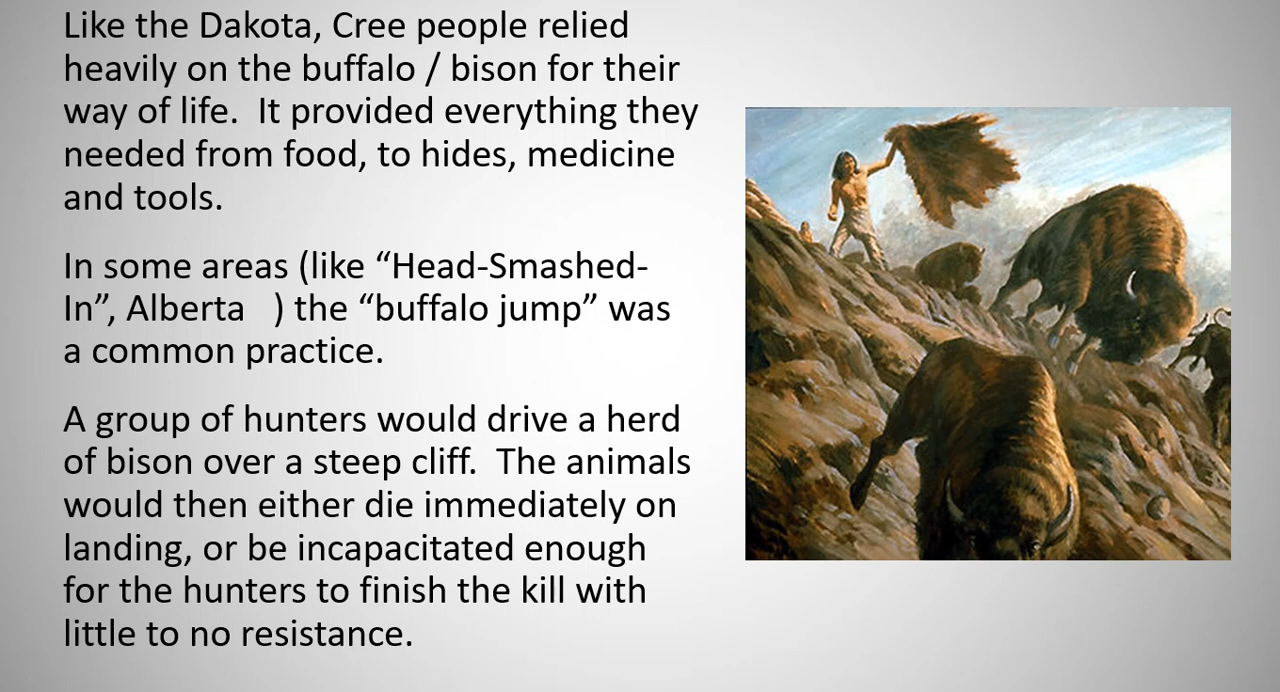 Like the Dakota, Cree people relied
heavily on the buffalo / bison for their
way of life.  It provided everything they
needed from food, to hides, medicine
and tools.
In some areas (like “Head-Smashed-
In”, Alberta   ) the “buffalo jump” was
a common practice.
A group of hunters would drive a herd
of bison over a steep cliff.  The animals
would then either die immediately on
landing, or be incapacitated enough
for the hunters to finish the kill with
little to no resistance.